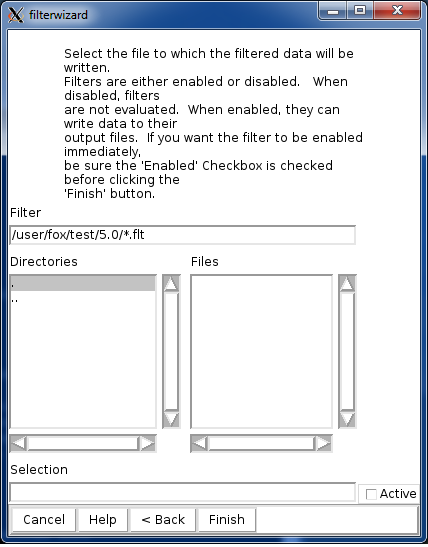 filterwizard
Select the file to which the filtered data will be
written.
Filters are either enabled or disabled.   When
disabled, filters
are not evaluated.  When enabled, they can
write data to their
output files.  If you want the filter to be enabled
immediately,
be sure the 'Enabled' Checkbox is checked
before clicking the
'Finish' button.
Filter
/user/fox/test/5.0/*.flt
Directories Files
.
..
Selection
Active
Cancel Help < Back Finish